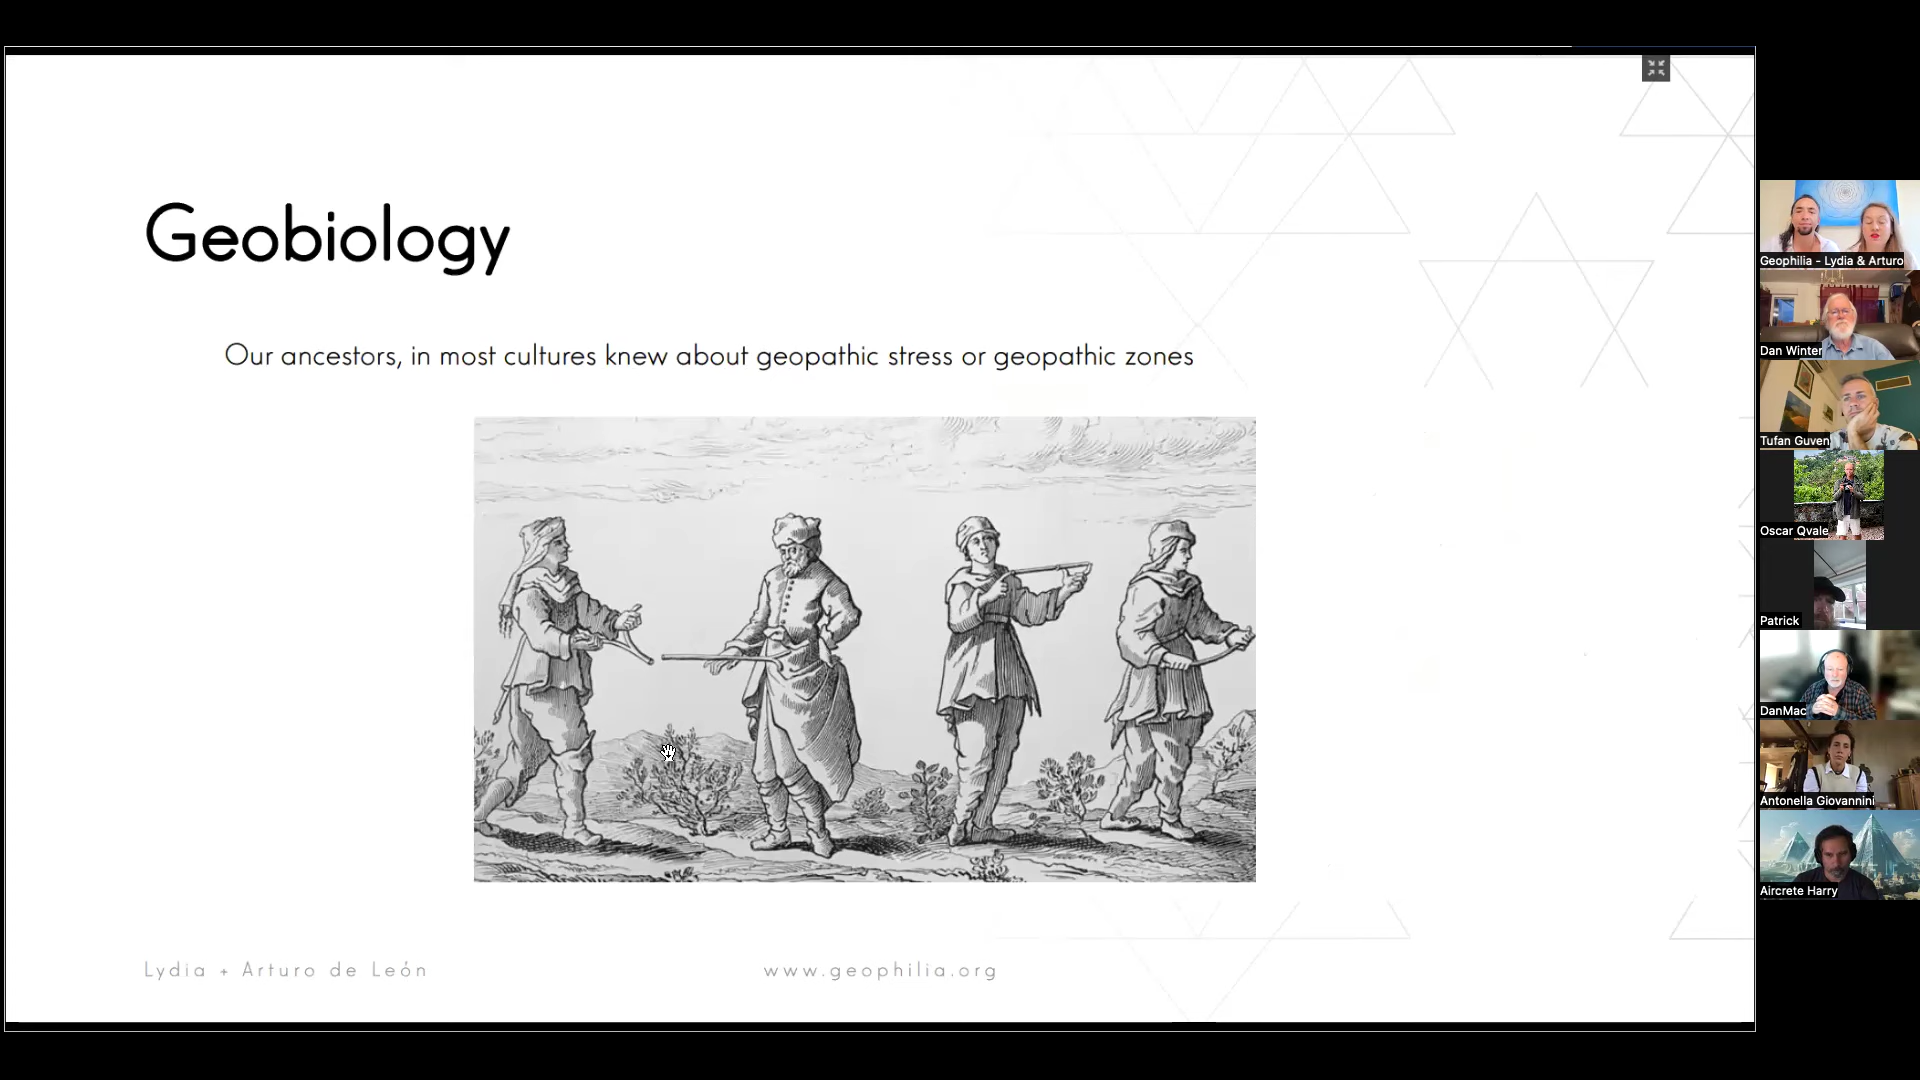 Geobiology
Our ancestors, in most cultures knew about geopathic stress or geopathic zones
Lydia + Arturo de León
www.geophilia.org
Geophilia - Lydia & Arturo
Dan Winter
Tufan Guven
Oscar Qvale
Patrick
DanMac
Antonella Giovannini
Aircrete Harry